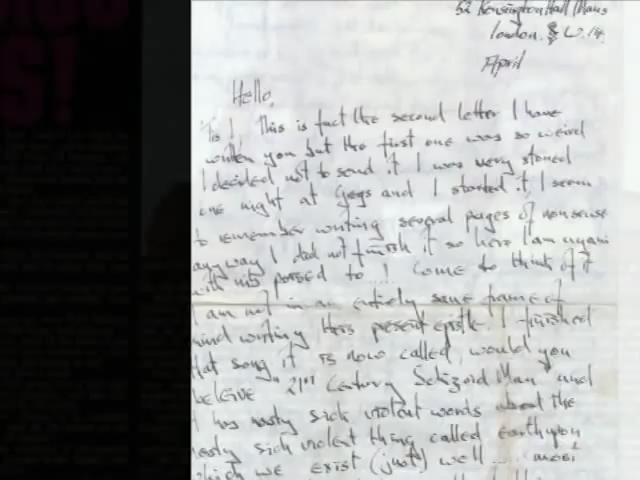 52 Kensington Hall Mans
London. W. 14.
April
Hello,
This is fact the second letter I have
written you but the first one was so weird
I decided not to send it I was very stoned
one night at Gegs and I started it, I seem
to remember writing several pages of nonsense
anyway I did not finish it so here I am again
with to! Come to think of it
I am not in an entirely sane frame of
mind writing this present epistle. I finished
that song it is now called, would you
beleive "21st Century Schizoid Man" and
it has nasty sick violent words about the
nasty sick violent thing called earth you
which we exist (just) well ...